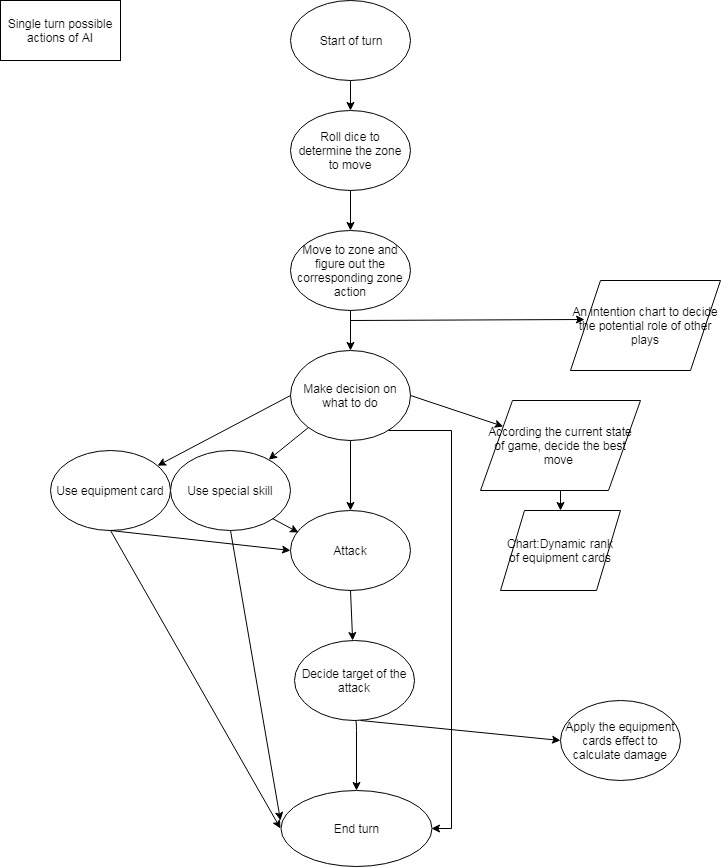 Single turn possible
actions of AI
Start of turn
Roll dice to
determine the zone
to move
Move to zone and
figure out the
corresponding zone
action
An intention chart to decide
the potential role of other
plays
Make decision on
what to do
According the current state
of game, decide the best
move
Use equipment card
Use special skill
Chart:Dynamic rank
of equipment cards
Attack
Decide target of the
attack
Apply the equipment
cards effect to
calculate damage
End turn